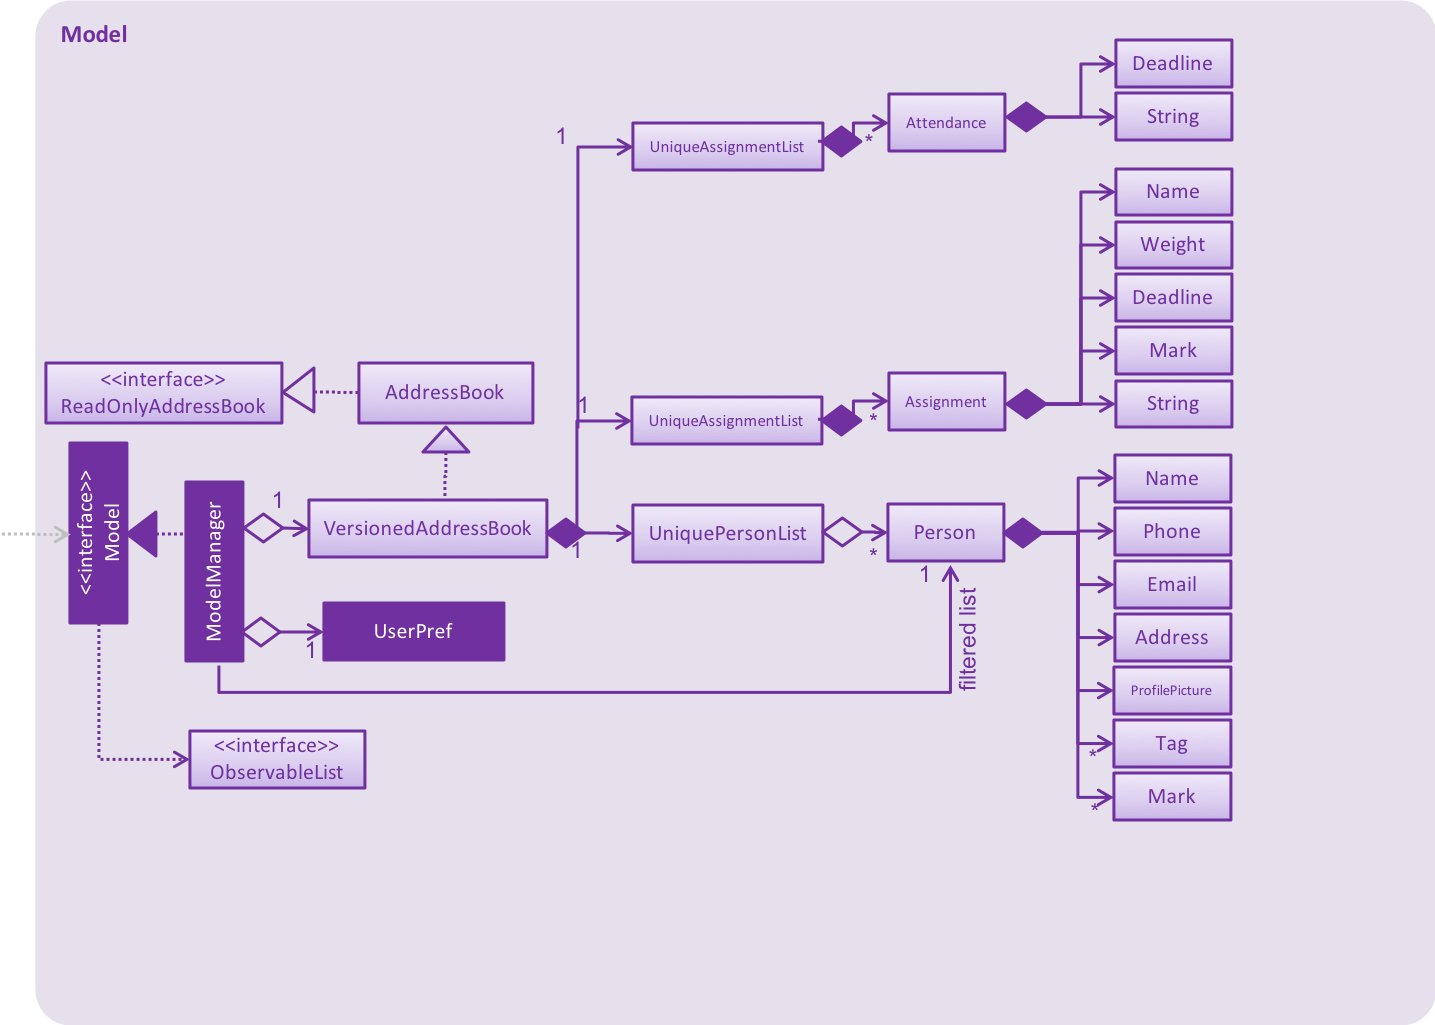 Model
Deadline
String
1
UniqueAssignmentList
*
Attendance
Name
Weight
Deadline
Mark
String
<<interface>>
ReadOnlyAddressBook
AddressBook
1
UniqueAssignmentList
*
Assignment
<<interface>>
Model
ModelManager
1
VersionedAddressBook
1
UniquePersonList
*
Person
Name
Phone
Email
Address
ProfilePicture
*
Tag
*
Mark
1
UserPref
1
filtered list
<<interface>>
ObservableList